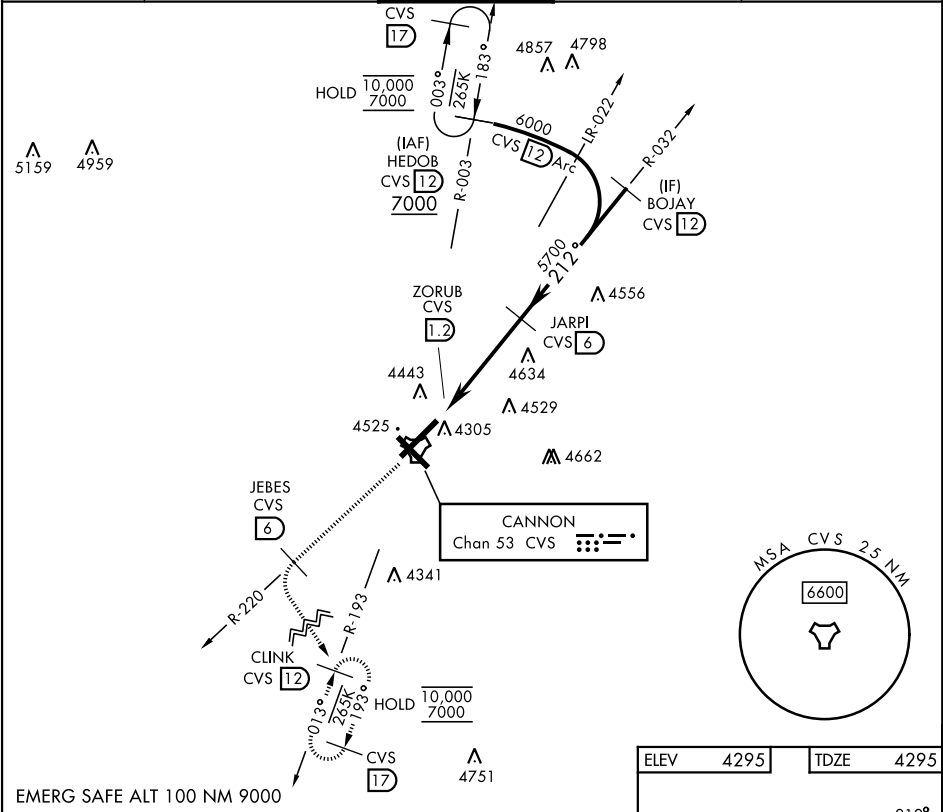 CVS
17
4857
4798
HOLD
10,000
7000
003°
265K
183°
6000
CVS 12 Arc
LR-022
R-032
5159
4959
(IAF)
HEDOB
CVS 12
7000
R-003
(IF)
BOJAY
CVS 12
5700
212°
4556
ZORUB
CVS
1.2
JARPI
CVS 6
4634
4443
4529
4525
4305
4662
JEBES
CVS
6
CANNON
Chan 53 CVS
MSA CVS 25 NM
6600
4341
R-220
R-193
CLINK
CVS 12
013°
265K
193°
HOLD
10,000
7000
CVS
17
4751
ELEV 4295
TDZE 4295
EMERG SAFE ALT 100 NM 9000